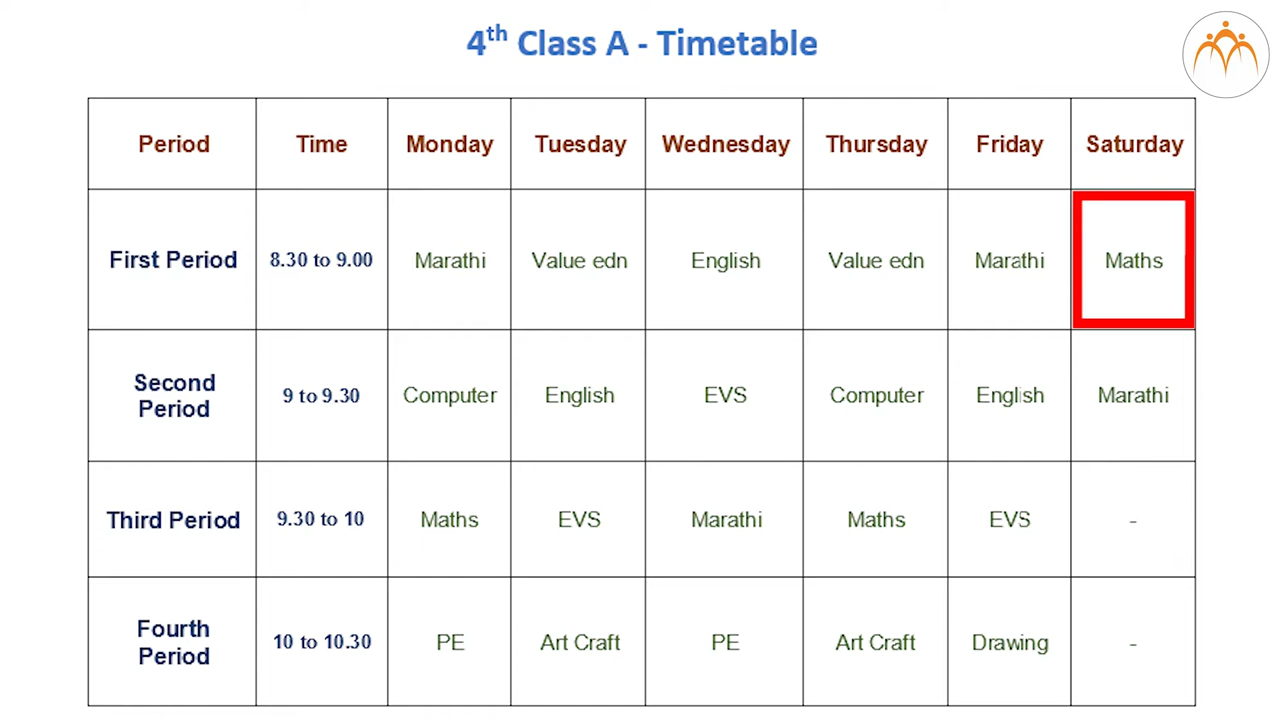 4th Class A - Timetable
Period Time Monday Tuesday Wednesday Thursday Friday Saturday
First Period 8.30 to 9.00 Marathi Value edn English Value edn Marathi Maths
Second Period 9 to 9.30 Computer English EVS Computer English Marathi
Third Period 9.30 to 10 Maths EVS Marathi Maths EVS -
Fourth Period 10 to 10.30 PE Art Craft PE Art Craft Drawing -